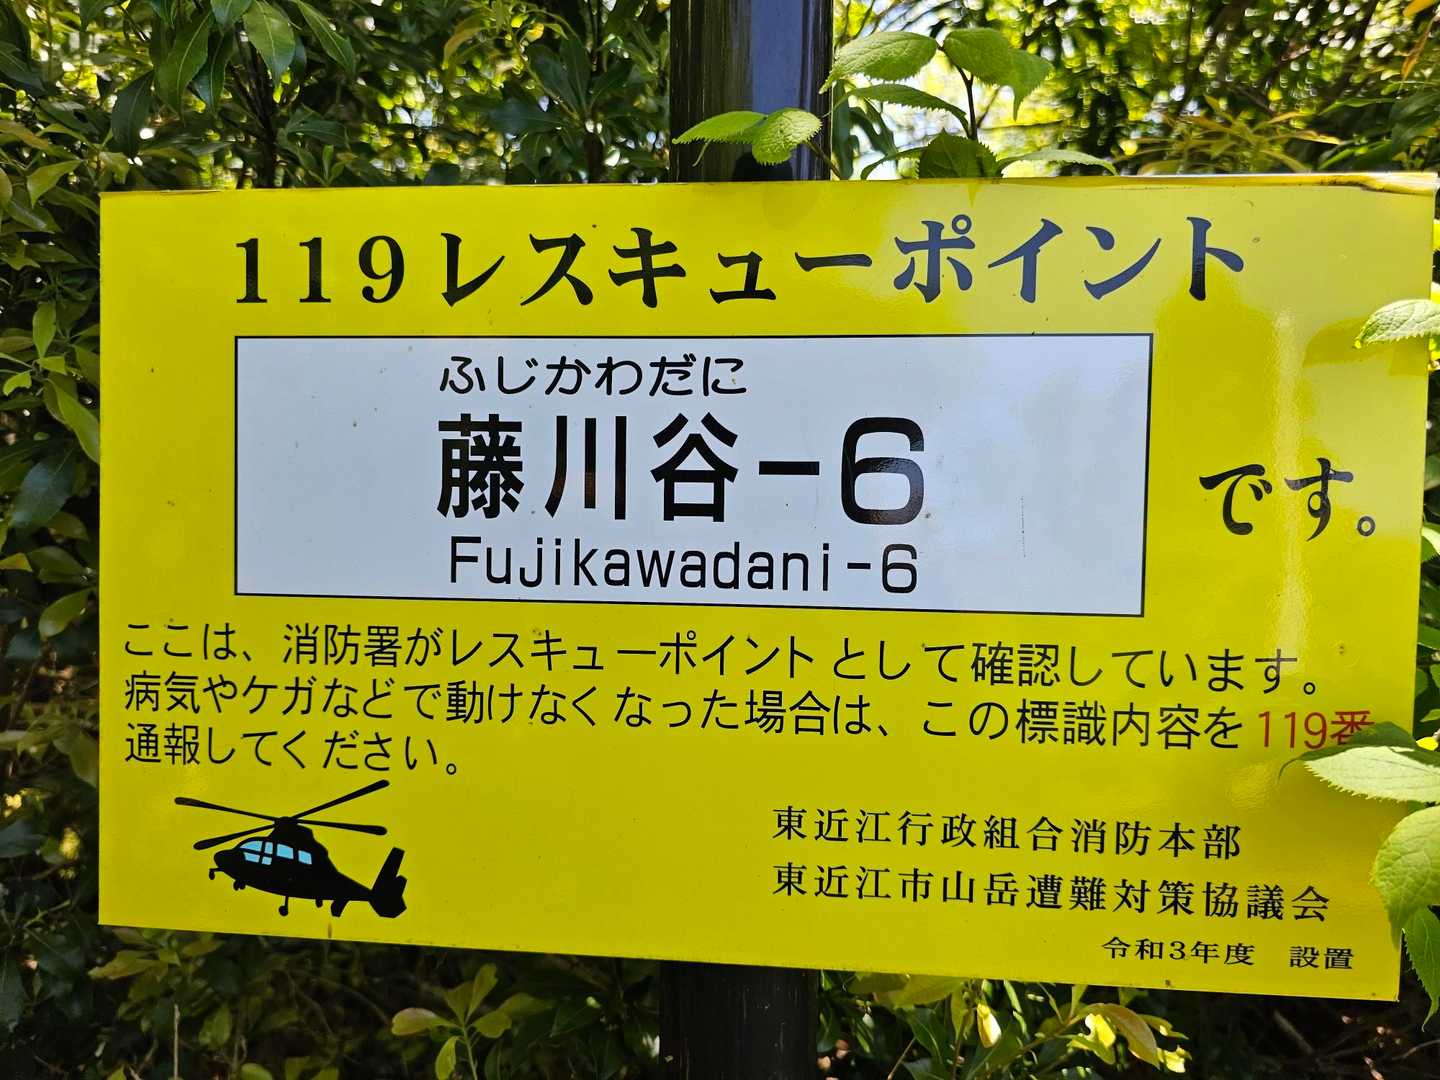 119レスキューポイント
ふじかわだに
藤川谷-6
です。
Fujikawadani-6
ここは、消防署がレスキューポイントとして確認しています。
病気やケガなどで動けなくなった場合は、この標識内容を119番
通報してください。
東近江行政組合消防本部
東近江市山岳遭難対策協議会
令和3年度 設置